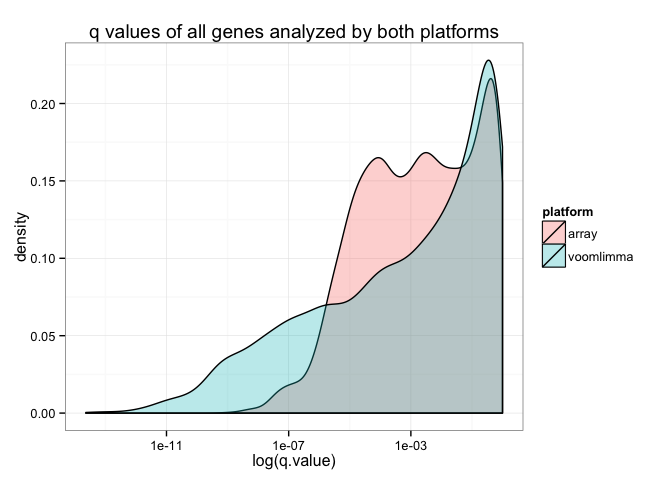 q values of all genes analyzed by both platforms
0.20
0.15
0.10
0.05
0.00
density
1e-11
1e-07
1e-03
log(q.value)
platform
array
voomlimma